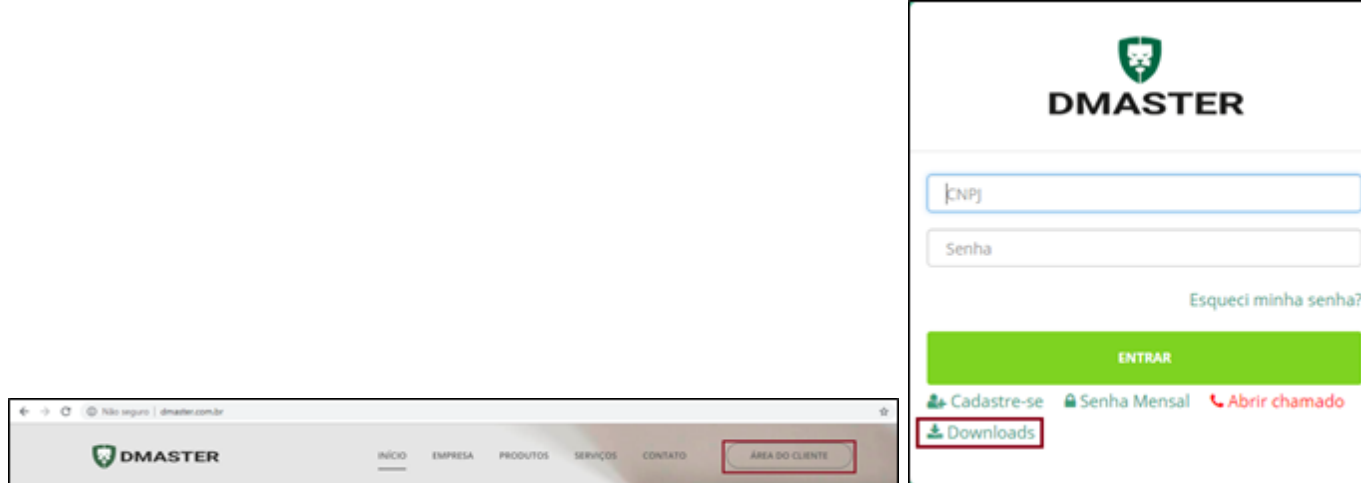 Não seguro | dmaster.com.br
DMASTER
INÍCIO EMPRESA PRODUTOS SERVIÇOS CONTATO ÁREA DO CLIENTE
DMASTER
CNPJ
Senha
Esqueci minha senha?
ENTRAR
Cadastre-se Senha Mensal Abrir chamado
Downloads